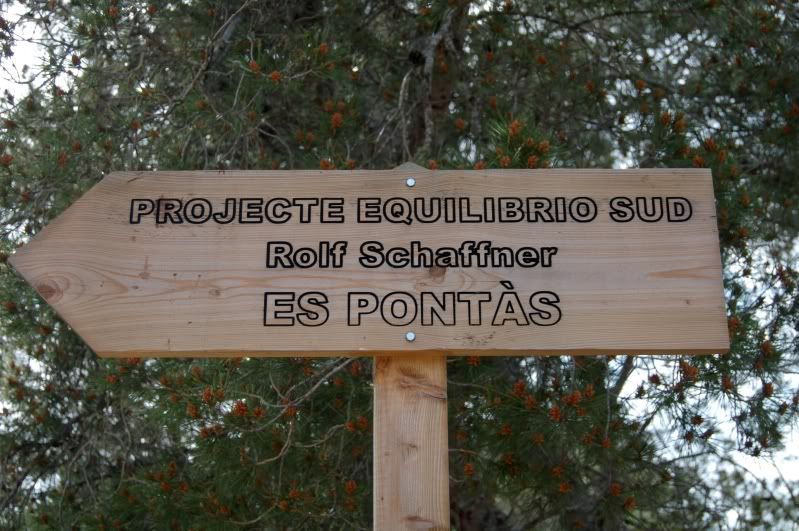 PROJECTE EQUILIBRIO SUD
Rolf Schaffner
ES PONTÀS